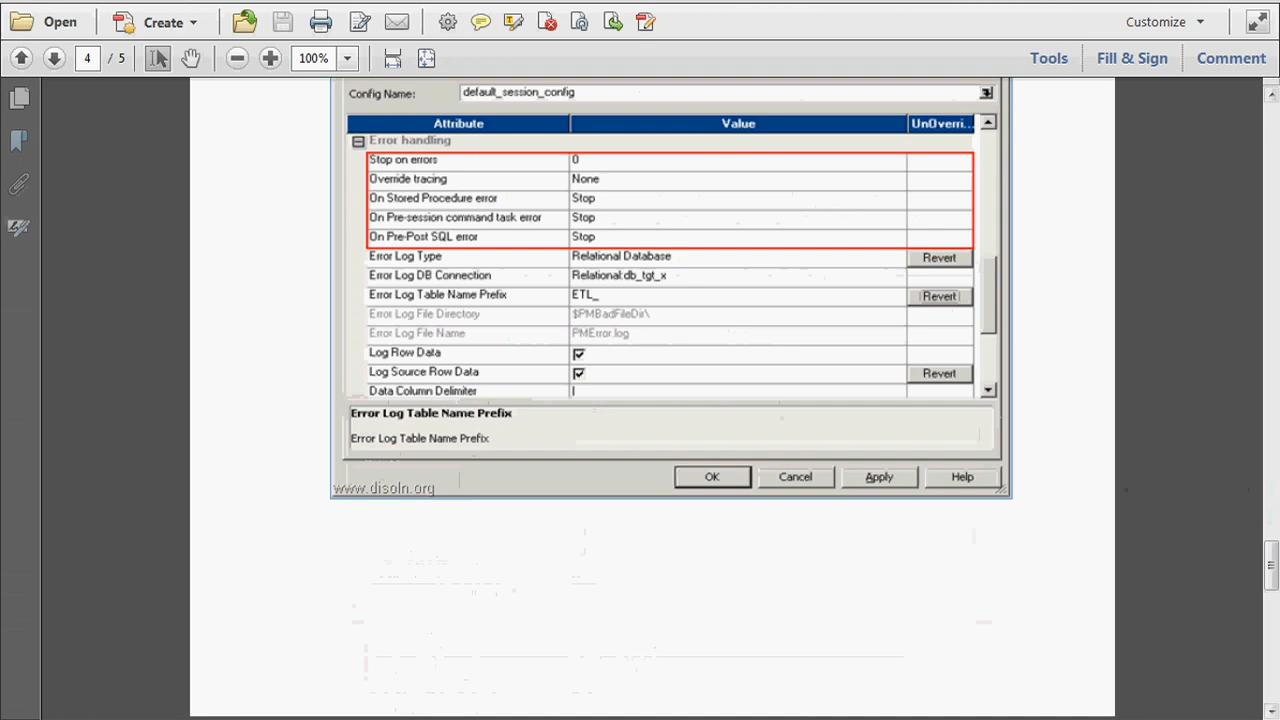 Open Create Customize
4 / 5 100% Tools Fill & Sign Comment
Config Name: default_session_config
Attribute Value UnOverri...
Error handling
Stop on errors 0
Override tracing None
On Stored Procedure error Stop
On Pre-session command task error Stop
On Pre-Post SQL error Stop
Error Log Type Relational Database Revert
Error Log DB Connection Relational:db_tgt_x
Error Log Table Name Prefix ETL_ Revert
Error Log File Directory $PMBadFileDir\
Error Log File Name PMError.log
Log Row Data
Log Source Row Data Revert
Data Column Delimiter |
Error Log Table Name Prefix
Error Log Table Name Prefix
OK Cancel Apply Help
www.disoln.org